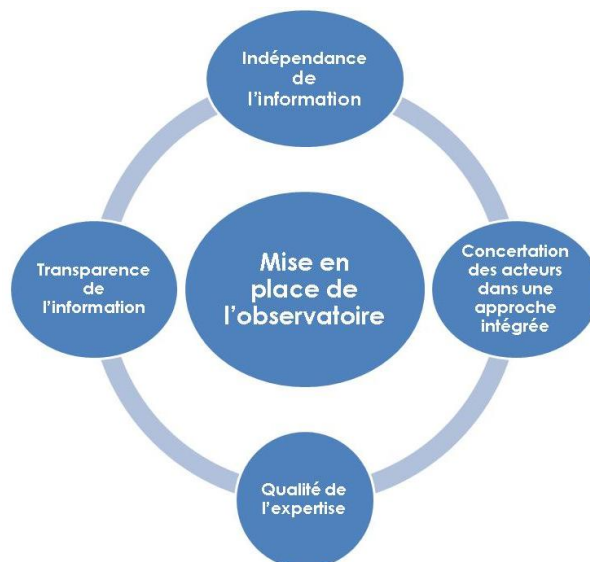 Indépendance
de
l'information
Transparence
de
l'information
Mise en
place de
l'observatoire
Concertation
des acteurs
dans une
approche
intégrée
Qualité de
l'expertise